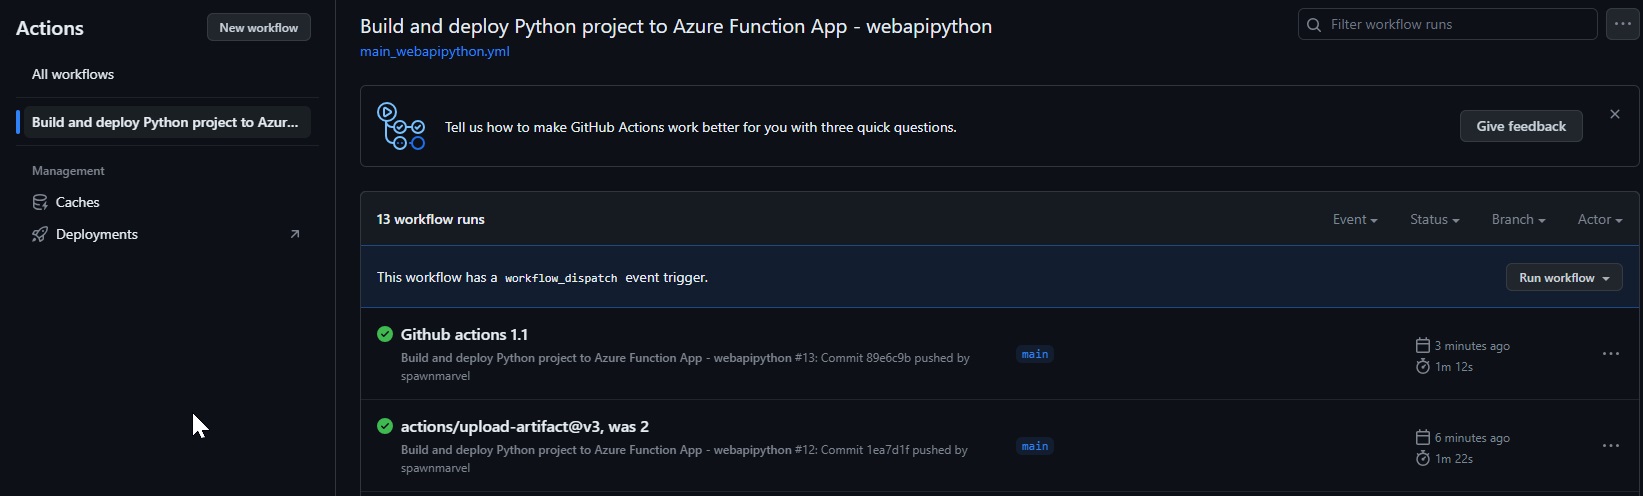 Actions
New workflow
All workflows
Build and deploy Python project to Azur...
Management
Caches
Deployments
Build and deploy Python project to Azure Function App - webapipython
main_webapipython.yml
Filter workflow runs
Tell us how to make GitHub Actions work better for you with three quick questions.
Give feedback
13 workflow runs
Event
Status
Branch
Actor
This workflow has a workflow_dispatch event trigger.
Run workflow
Github actions 1.1
Build and deploy Python project to Azure Function App - webapipython #13: Commit 89e6c9b pushed by
spawnmarvel
main
3 minutes ago
1m 12s
actions/upload-artifact@v3, was 2
Build and deploy Python project to Azure Function App - webapipython #12: Commit 1ea7d1f pushed by
spawnmarvel
main
6 minutes ago
1m 22s